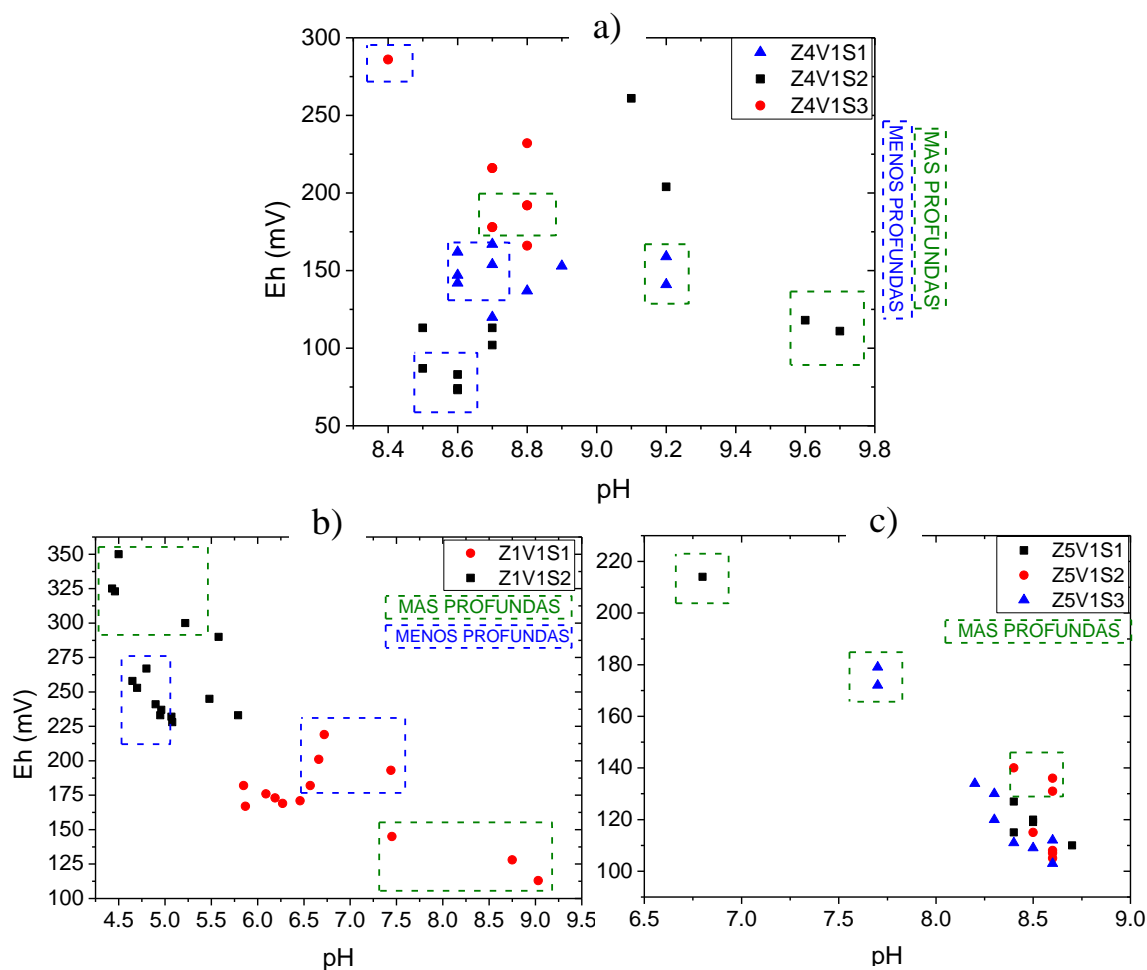 a)
300
250
200
150
100
50
Eh (mV)
8.4 8.6 8.8 9.0 9.2 9.4 9.6 9.8
pH
Z4V1S1
Z4V1S2
Z4V1S3
MENOS PROFUNDAS
MAS PROFUNDAS
b)
350
325
300
275
250
225
200
175
150
125
100
Eh (mV)
4.5 5.0 5.5 6.0 6.5 7.0 7.5 8.0 8.5 9.0 9.5
pH
Z1V1S1
Z1V1S2
MAS PROFUNDAS
MENOS PROFUNDAS
c)
220
200
180
160
140
120
100
6.5 7.0 7.5 8.0 8.5 9.0
pH
Z5V1S1
Z5V1S2
Z5V1S3
MAS PROFUNDAS